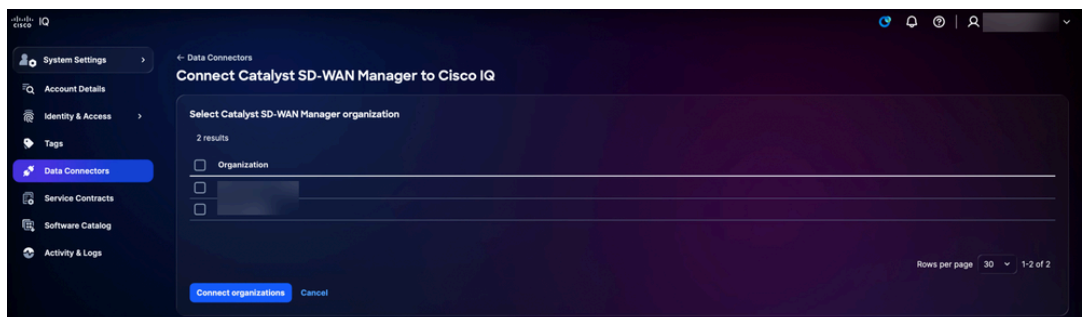 CISCO IQ
System Settings
Account Details
Identity & Access
Tags
Data Connectors
Service Contracts
Software Catalog
Activity & Logs
← Data Connectors
Connect Catalyst SD-WAN Manager to Cisco IQ
Select Catalyst SD-WAN Manager organization
2 results
Organization
Rows per page 30 1-2 of 2
Connect organizations Cancel